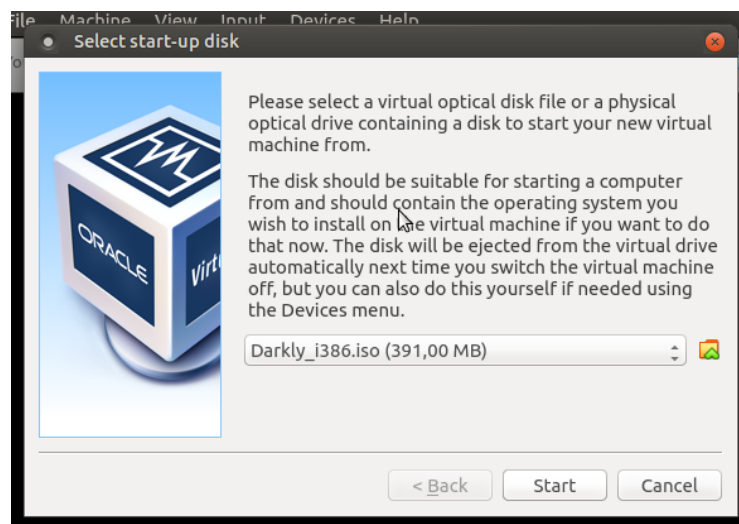 File Machine View Input Devices Help
Select start-up disk
Please select a virtual optical disk file or a physical
optical drive containing a disk to start your new virtual
machine from.
The disk should be suitable for starting a computer
from and should contain the operating system you
wish to install on the virtual machine if you want to do
that now. The disk will be ejected from the virtual drive
automatically next time you switch the virtual machine
off, but you can also do this yourself if needed using
the Devices menu.
ORACLE
Virt
Darkly_i386.iso (391,00 MB)
< Back Start Cancel